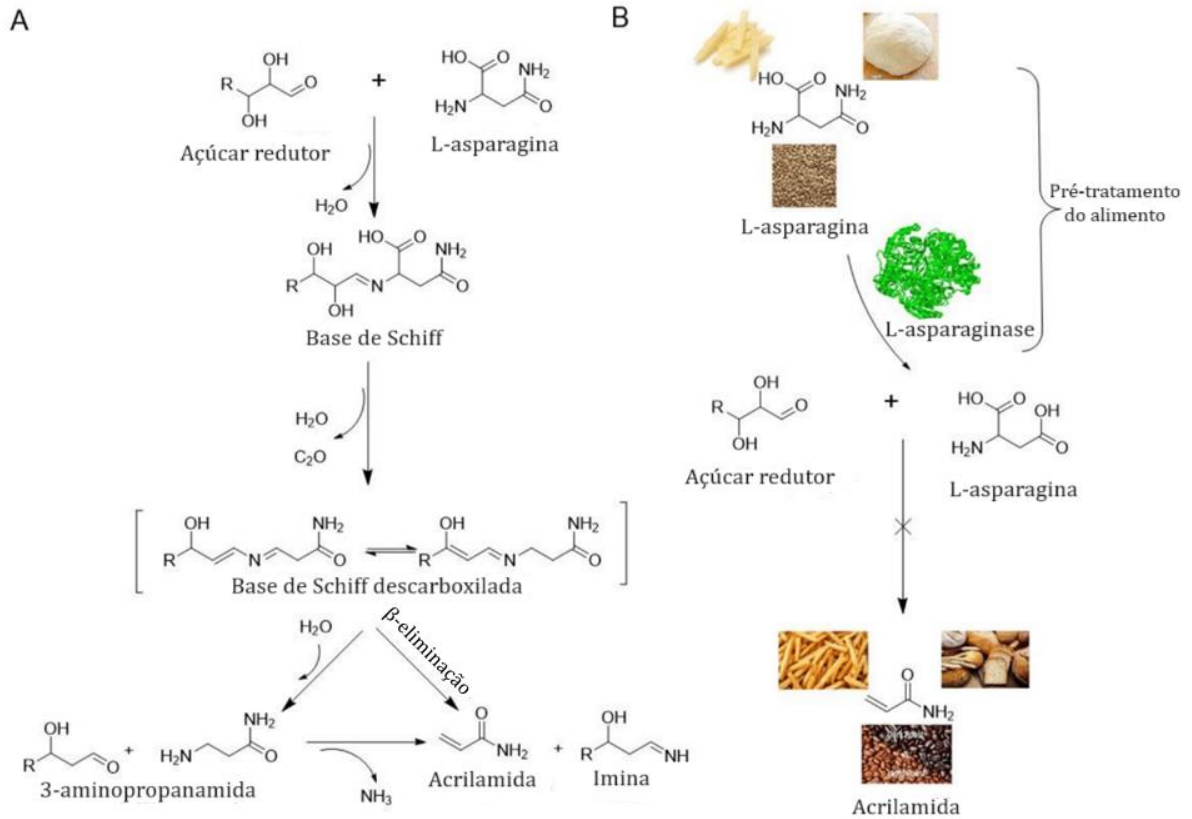 A
OH
R
O
OH
Açúcar redutor
+
HO
O
NH₂
H₂N
O
L-asparagina
H₂O
OH
R
OH
N
HO
O
NH₂
O
Base de Schiff
H₂O
C₂O
OH
R
N
NH₂
O
OH
R
N
NH₂
O
Base de Schiff descarboxilada
H₂O
β-eliminação
OH
R
O
+
NH₂
H₂N
O
3-aminopropanamida
NH₃
O
NH₂
Acrilamida
+
OH
R
NH
Imina
B
HO
O
NH₂
H₂N
O
L-asparagina
Pré-tratamento
do alimento
L-asparaginase
OH
R
O
OH
Açúcar redutor
+
HO
O
OH
H₂N
O
L-asparagina
O
NH₂
Acrilamida